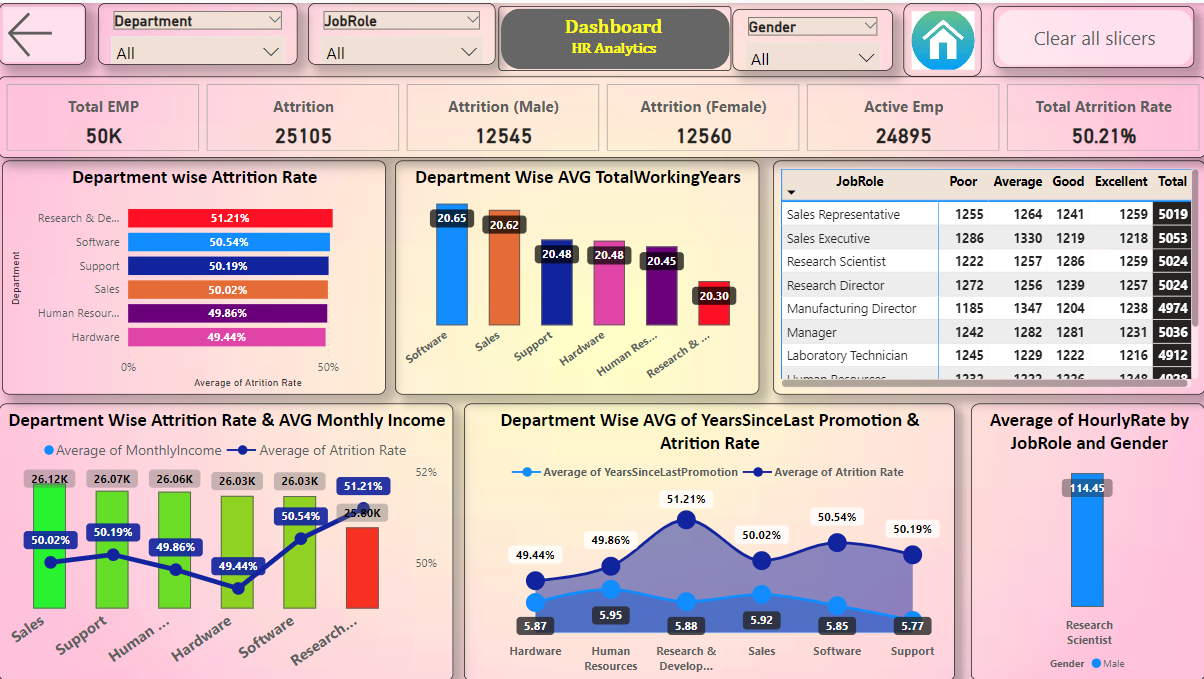 Department
All
JobRole
All
Dashboard
HR Analytics
Gender
All
Clear all slicers
Total EMP
50K
Attrition
25105
Attrition (Male)
12545
Attrition (Female)
12560
Active Emp
24895
Total Atrrition Rate
50.21%
Department wise Attrition Rate
Department
Research & De... 51.21%
Software 50.54%
Support 50.19%
Sales 50.02%
Human Resour... 49.86%
Hardware 49.44%
0% 50%
Average of Atrition Rate
Department Wise AVG TotalWorkingYears
20.65 20.62 20.48 20.48 20.45 20.30
Software Sales Support Hardware Human Res... Research & ...
JobRole Poor Average Good Excellent Total
Sales Representative 1255 1264 1241 1259 5019
Sales Executive 1286 1330 1219 1218 5053
Research Scientist 1222 1257 1286 1259 5024
Research Director 1272 1256 1239 1257 5024
Manufacturing Director 1185 1347 1204 1238 4974
Manager 1242 1282 1281 1231 5036
Laboratory Technician 1245 1229 1222 1216 4912
Human Resources
Department Wise Attrition Rate & AVG Monthly Income
Average of MonthlyIncome Average of Atrition Rate
26.12K 26.07K 26.06K 26.03K 26.03K 25.80K
52%
50%
50.02% 50.19% 49.86% 49.44% 50.54% 51.21%
Sales Support Human ... Hardware Software Research...
Department Wise AVG of YearsSinceLast Promotion &
Atrition Rate
Average of YearsSinceLastPromotion Average of Atrition Rate
49.44% 49.86% 51.21% 50.02% 50.54% 50.19%
5.87 5.95 5.88 5.92 5.85 5.77
Hardware Human Research & Sales Software Support
Resources Develop...
Average of HourlyRate by
JobRole and Gender
114.45
Research
Scientist
Gender Male